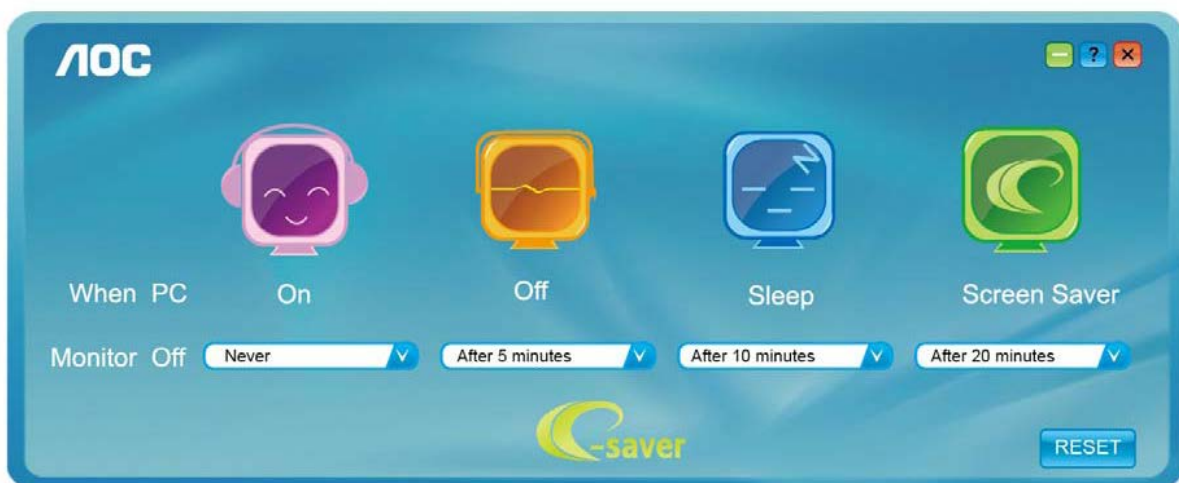 AOC
?
When PC On Off Sleep Screen Saver
Monitor Off Never After 5 minutes After 10 minutes After 20 minutes
e-saver
RESET